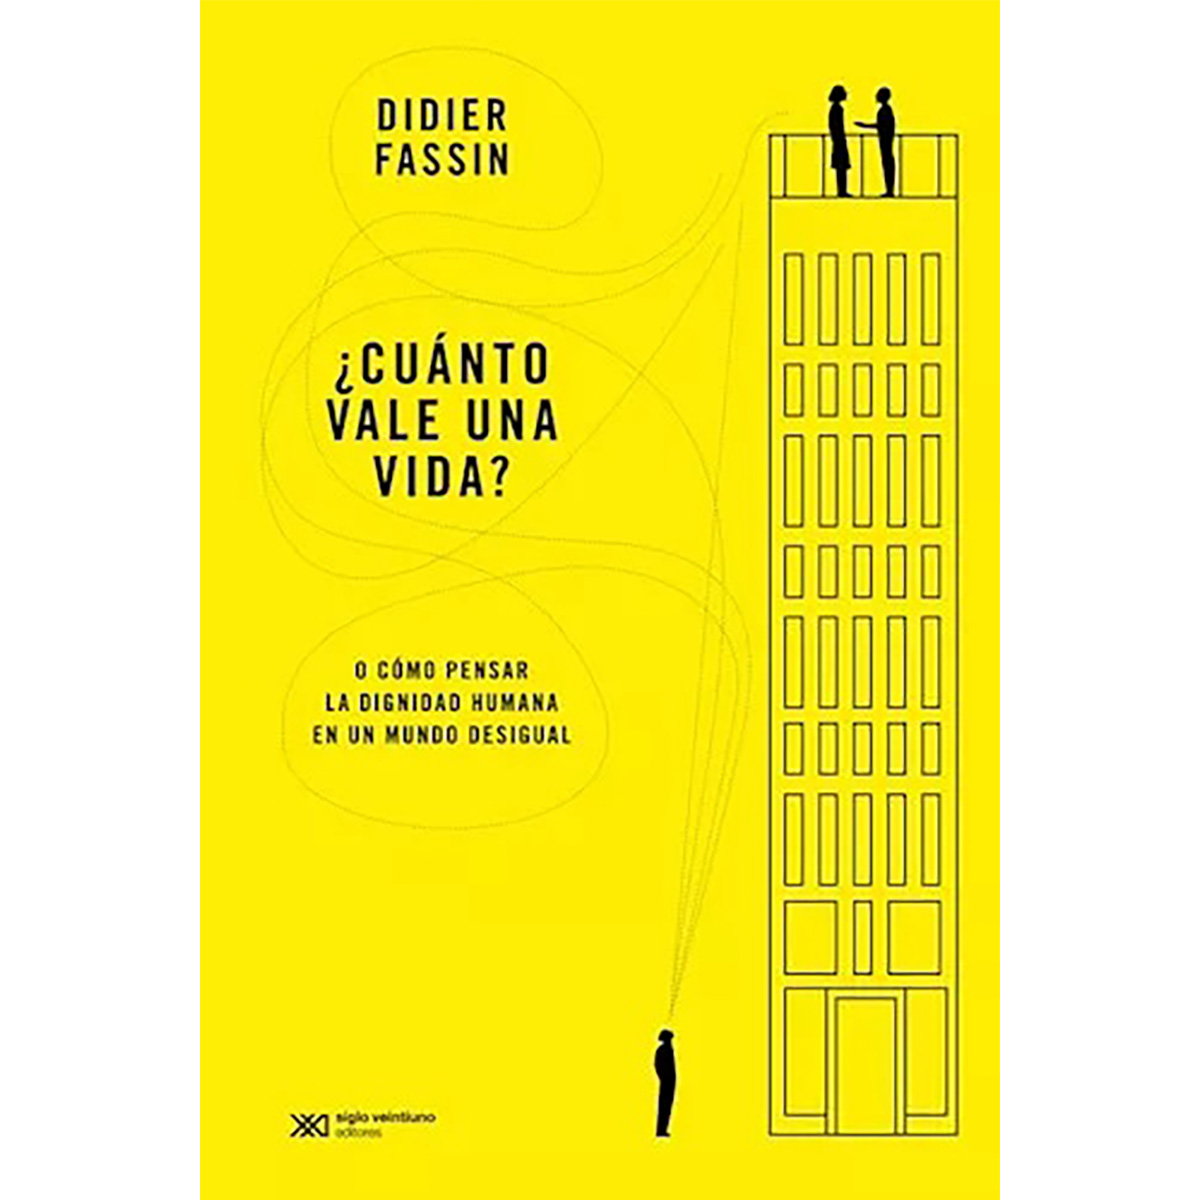 DIDIER
FASSIN
¿CUÁNTO
VALE UNA
VIDA?
O CÓMO PENSAR
LA DIGNIDAD HUMANA
EN UN MUNDO DESIGUAL
siglo veintiuno
editores